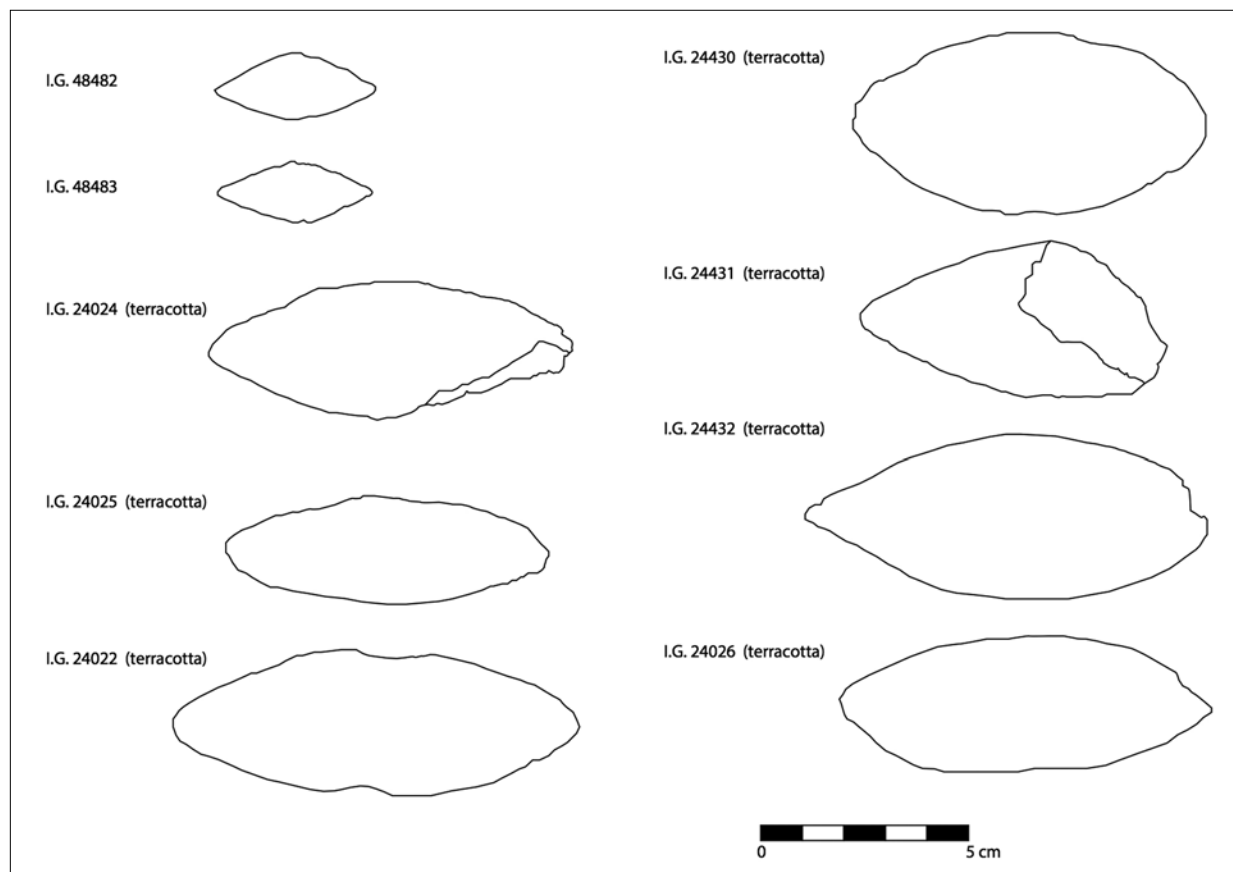 I.G. 48482
I.G. 48483
I.G. 24024 (terracotta)
I.G. 24025 (terracotta)
I.G. 24022 (terracotta)
I.G. 24430 (terracotta)
I.G. 24431 (terracotta)
I.G. 24432 (terracotta)
I.G. 24026 (terracotta)
0 5 cm